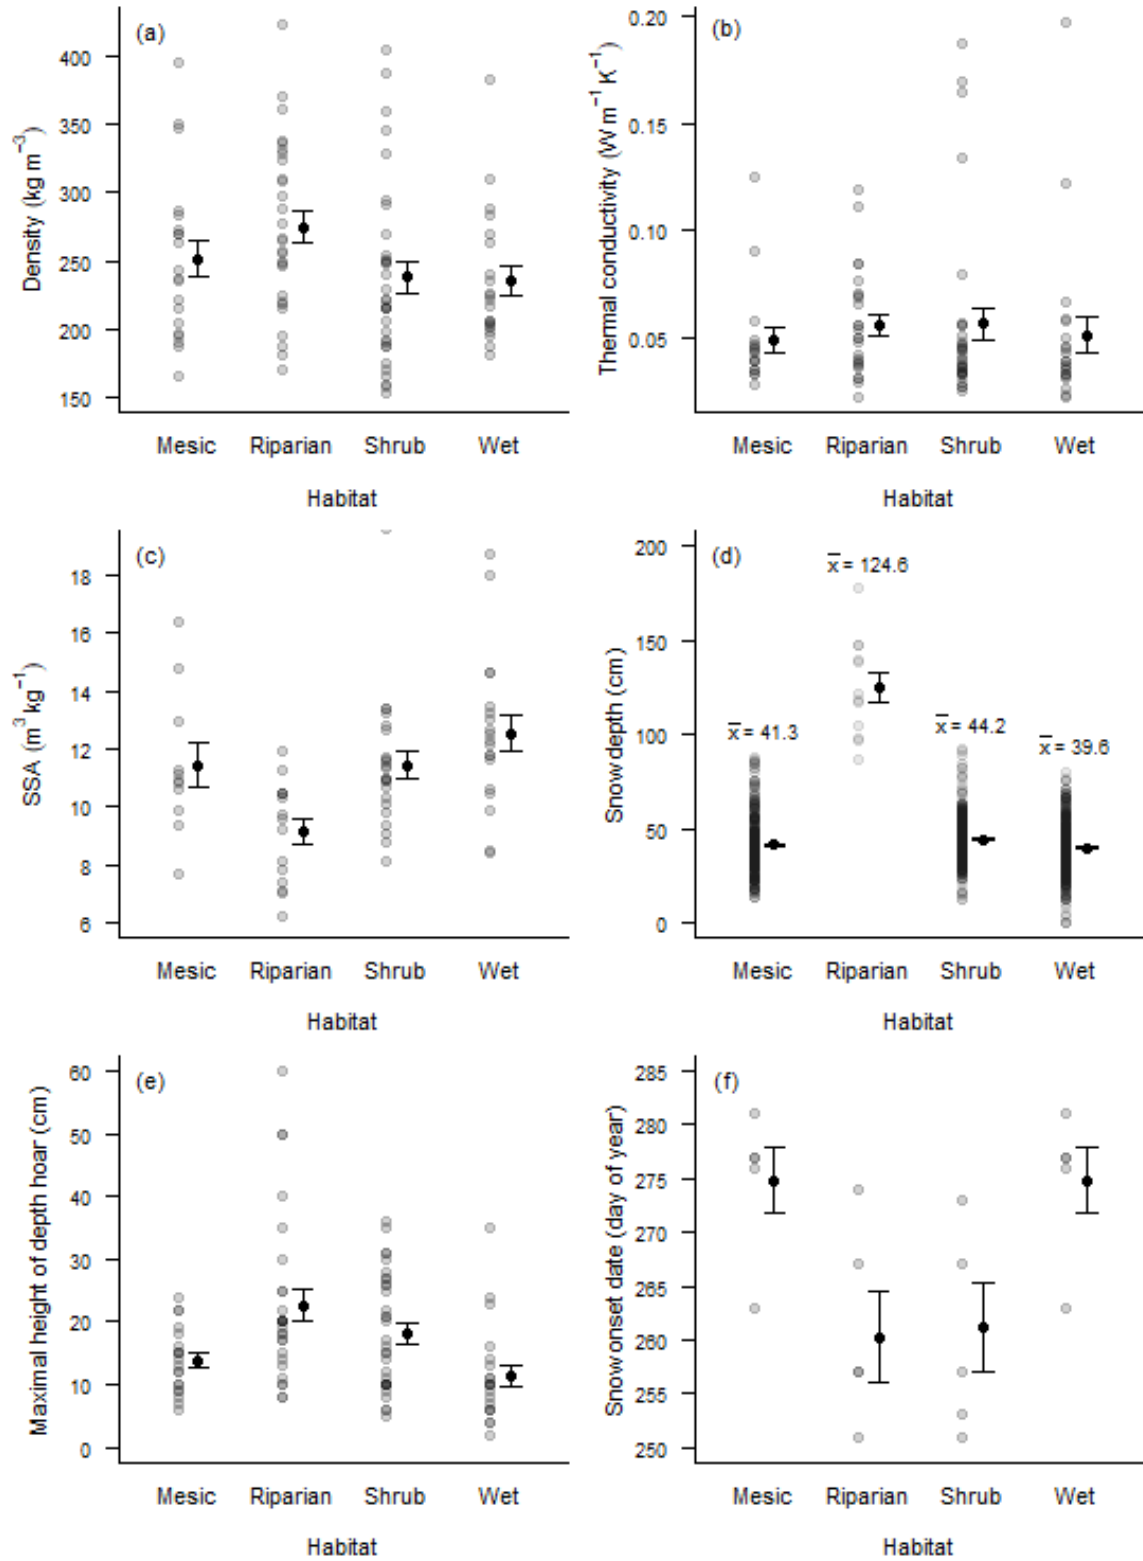 (a)
Density (kg m⁻³)
400
350
300
250
200
150
Mesic Riparian Shrub Wet
Habitat
(b)
Thermal conductivity (W m⁻¹ K⁻¹)
0.20
0.15
0.10
0.05
Mesic Riparian Shrub Wet
Habitat
(c)
SSA (m³ kg⁻¹)
18
16
14
12
10
8
6
Mesic Riparian Shrub Wet
Habitat
(d)
Snow depth (cm)
200
150
100
50
0
x̄ = 41.3
x̄ = 124.6
x̄ = 44.2
x̄ = 39.6
Mesic Riparian Shrub Wet
Habitat
(e)
Maximal height of depth hoar (cm)
60
50
40
30
20
10
0
Mesic Riparian Shrub Wet
Habitat
(f)
Snow onset date (day of year)
285
280
275
270
265
260
255
250
Mesic Riparian Shrub Wet
Habitat